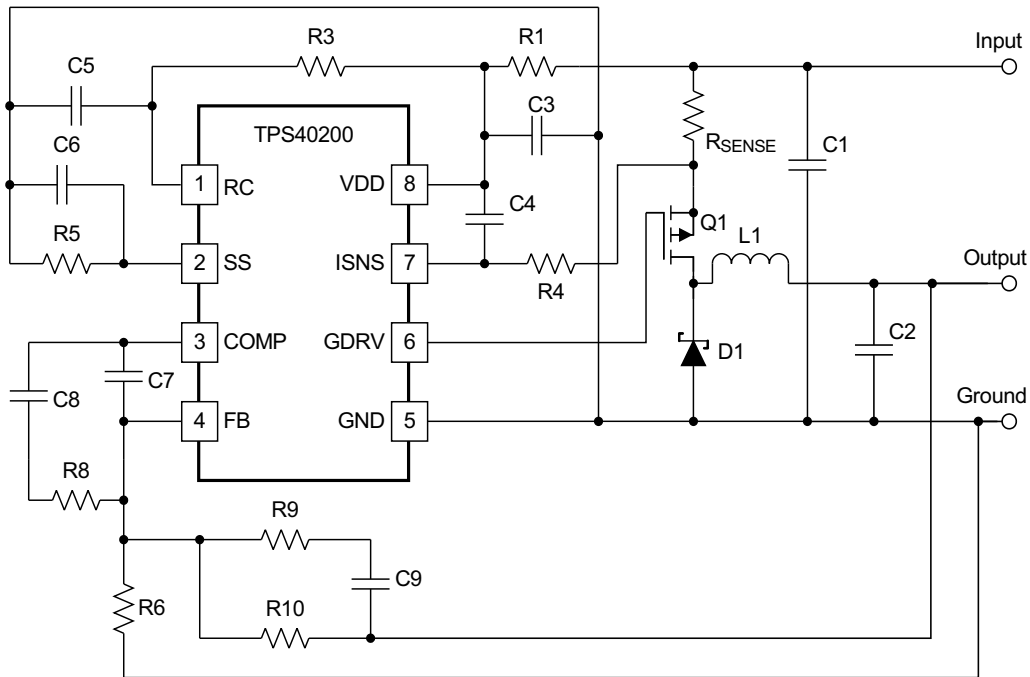 R3
R1
Input
C5
C3
TPS40200
C6
RSENSE
C1
1
RC
VDD
8
C4
Q1
R5
L1
2
SS
ISNS
7
Output
R4
3
COMP
GDRV
6
C7
D1
C2
C8
4
FB
GND
5
Ground
R8
R9
C9
R6
R10